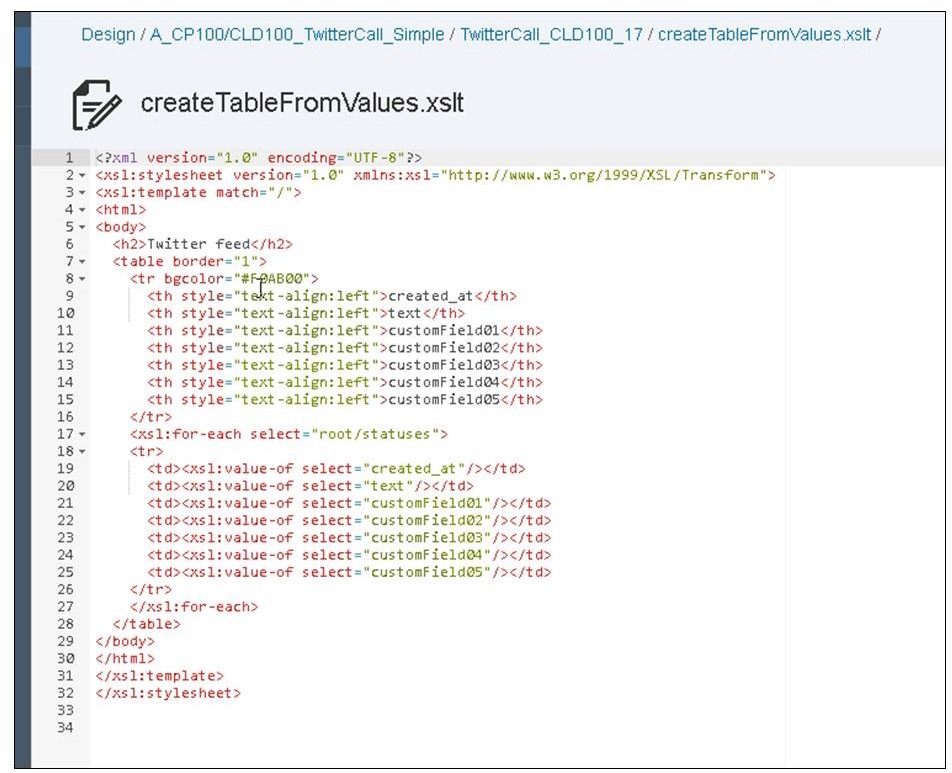 Design / A_CP100/CLD100_TwitterCall_Simple / TwitterCall_CLD100_17 / createTableFromValues.xslt /
createTableFromValues.xslt
1 <?xml version="1.0" encoding="UTF-8"?>
2 <xsl:stylesheet version="1.0" xmlns:xsl="http://www.w3.org/1999/XSL/Transform">
3 <xsl:template match="/">
4 <html>
5 <body>
6 <h2>Twitter feed</h2>
7 <table border="1">
8 <tr bgcolor="#F0AB00">
9 <th style="text-align:left">created_at</th>
10 <th style="text-align:left">text</th>
11 <th style="text-align:left">customField01</th>
12 <th style="text-align:left">customField02</th>
13 <th style="text-align:left">customField03</th>
14 <th style="text-align:left">customField04</th>
15 <th style="text-align:left">customField05</th>
16 </tr>
17 <xsl:for-each select="root/statuses">
18 <tr>
19 <td><xsl:value-of select="created_at"/></td>
20 <td><xsl:value-of select="text"/></td>
21 <td><xsl:value-of select="customField01"/></td>
22 <td><xsl:value-of select="customField02"/></td>
23 <td><xsl:value-of select="customField03"/></td>
24 <td><xsl:value-of select="customField04"/></td>
25 <td><xsl:value-of select="customField05"/></td>
26 </tr>
27 </xsl:for-each>
28 </table>
29 </body>
30 </html>
31 </xsl:template>
32 </xsl:stylesheet>
33
34